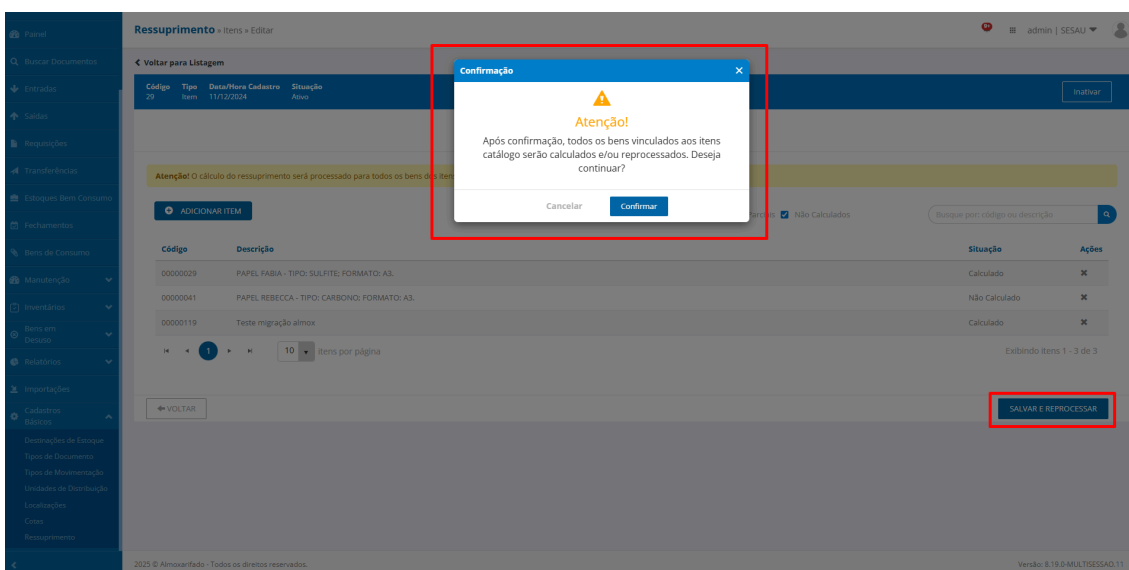 Painel
Buscar Documentos
Entradas
Saídas
Requisições
Transferências
Estoques Bem Consumo
Fechamentos
Bens de Consumo
Manutenção
Inventários
Bens em
Desuso
Relatórios
Importações
Cadastros
Básicos
Destinações de Estoque
Tipos de Documento
Tipos de Movimentação
Unidades de Distribuição
Localizações
Cotas
Ressuprimento
Ressuprimento » Itens » Editar
9+ admin | SESAU
Voltar para Listagem
Código Tipo Data/Hora Cadastro Situação
29 Item 11/12/2024 Ativo
Inativar
Confirmação
Atenção!
Após confirmação, todos os bens vinculados aos itens
catálogo serão calculados e/ou reprocessados. Deseja
continuar?
Cancelar Confirmar
Atenção! O cálculo do ressuprimento será processado para todos os bens dos
ADICIONAR ITEM
Não Calculados
Busque por: código ou descrição
Código Descrição Situação Ações
00000029 PAPEL FABIA - TIPO: SULFITE; FORMATO: A3. Calculado
00000041 PAPEL REBECCA - TIPO: CARBONO; FORMATO: A3. Não Calculado
00000119 Teste migração almox Calculado
1 10 itens por página Exibindo itens 1 - 3 de 3
VOLTAR SALVAR E REPROCESSAR
2025 © Almoxarifado - Todos os direitos reservados. Versão: 8.19.0-MULTISESSAO.11